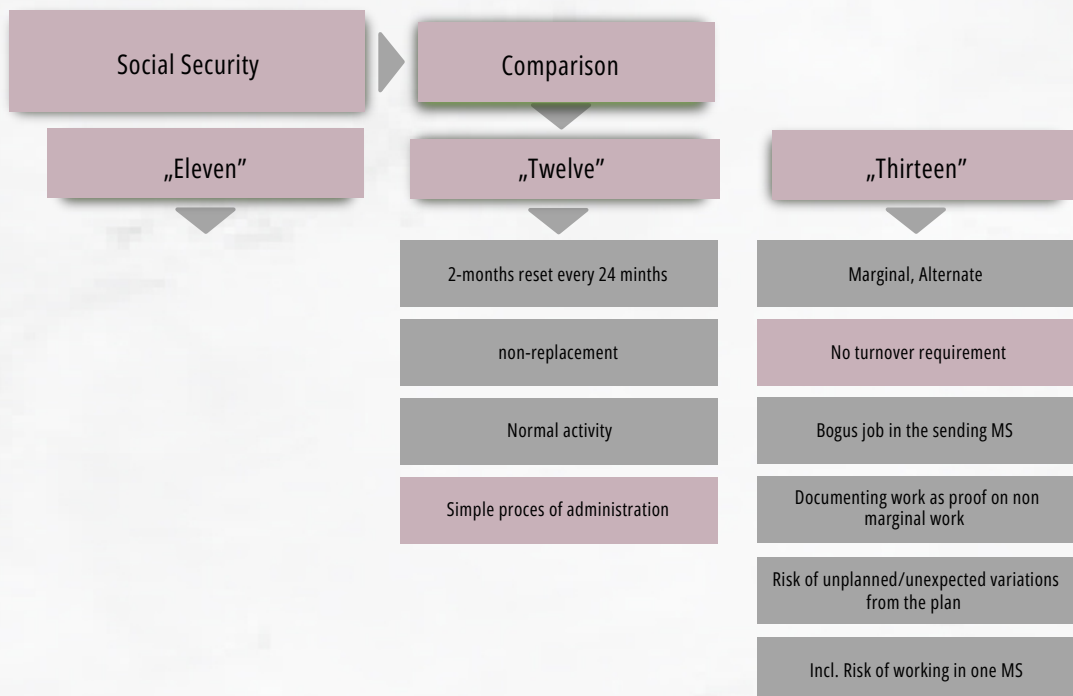 Social Security
Comparison
„Eleven”
„Twelve”
„Thirteen”
2-months reset every 24 minths
non-replacement
Normal activity
Simple proces of administration
Marginal, Alternate
No turnover requirement
Bogus job in the sending MS
Documenting work as proof on non
marginal work
Risk of unplanned/unexpected variations
from the plan
Incl. Risk of working in one MS